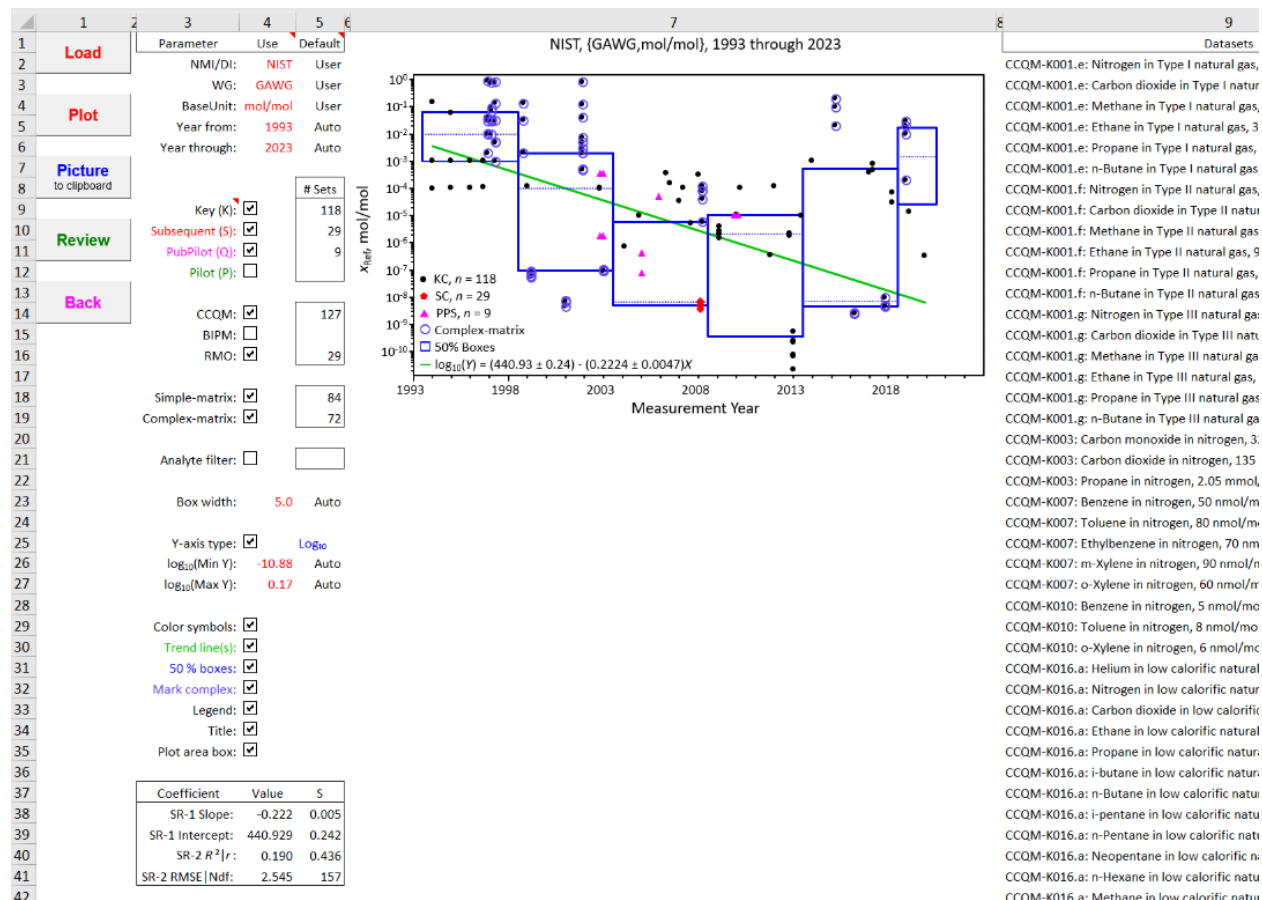 1 2 3 4 5 6 7 8 9
1 Parameter Use Default NIST, {GAWG,mol/mol}, 1993 through 2023 Datasets
Load
2 NMI/DI: NIST User CCQM-K001.e: Nitrogen in Type I natural gas,
3 WG: GAWG User CCQM-K001.e: Carbon dioxide in Type I natur
4 BaseUnit: mol/mol User CCQM-K001.e: Methane in Type I natural gas,
Plot
5 Year from: 1993 Auto CCQM-K001.e: Ethane in Type I natural gas, 3
6 Year through: 2023 Auto CCQM-K001.e: Propane in Type I natural gas,
7 CCQM-K001.e: n-Butane in Type I natural gas
Picture
to clipboard
8 # Sets CCQM-K001.f: Nitrogen in Type II natural gas,
9 Key (K): 118 CCQM-K001.f: Carbon dioxide in Type II natur
10 Subsequent (S): 29 CCQM-K001.f: Methane in Type II natural gas
Review
11 PubPilot (Q): 9 CCQM-K001.f: Ethane in Type II natural gas, 9
12 Pilot (P): CCQM-K001.f: Propane in Type II natural gas,
13 CCQM-K001.f: n-Butane in Type II natural gas
Back
14 CCQM: 127 CCQM-K001.g: Nitrogen in Type III natural gas
15 BIPM: CCQM-K001.g: Carbon dioxide in Type III natu
16 RMO: 29 CCQM-K001.g: Methane in Type III natural ga
17 CCQM-K001.g: Ethane in Type III natural gas,
18 Simple-matrix: 84 CCQM-K001.g: Propane in Type III natural gas
19 Complex-matrix: 72 CCQM-K001.g: n-Butane in Type III natural ga
20 CCQM-K003: Carbon monoxide in nitrogen, 3
21 Analyte filter: CCQM-K003: Carbon dioxide in nitrogen, 135
22 CCQM-K003: Propane in nitrogen, 2.05 mmol,
23 Box width: 5.0 Auto CCQM-K007: Benzene in nitrogen, 50 nmol/m
24 CCQM-K007: Toluene in nitrogen, 80 nmol/m
25 Y-axis type: Log₁₀ CCQM-K007: Ethylbenzene in nitrogen, 70 nm
26 log₁₀(Min Y): -10.88 Auto CCQM-K007: m-Xylene in nitrogen, 90 nmol/n
27 log₁₀(Max Y): 0.17 Auto CCQM-K007: o-Xylene in nitrogen, 60 nmol/m
28 CCQM-K010: Benzene in nitrogen, 5 nmol/mo
29 Color symbols: CCQM-K010: Toluene in nitrogen, 8 nmol/mo
30 Trend line(s): CCQM-K010: o-Xylene in nitrogen, 6 nmol/mo
31 50 % boxes: CCQM-K016.a: Helium in low calorific natural
32 Mark complex: CCQM-K016.a: Nitrogen in low calorific natur
33 Legend: CCQM-K016.a: Carbon dioxide in low calorific
34 Title: CCQM-K016.a: Ethane in low calorific natural
35 Plot area box: CCQM-K016.a: Propane in low calorific natur
36 CCQM-K016.a: i-butane in low calorific natur
37 Coefficient Value S CCQM-K016.a: n-Butane in low calorific natu
38 SR-1 Slope: -0.222 0.005 CCQM-K016.a: i-pentane in low calorific natu
39 SR-1 Intercept: 440.929 0.242 CCQM-K016.a: n-Pentane in low calorific natu
40 SR-2 R²|r: 0.190 0.436 CCQM-K016.a: Neopentane in low calorific n
41 SR-2 RMSE|Ndf: 2.545 157 CCQM-K016.a: n-Hexane in low calorific natu
42 CCQM-K016.a: Methane in low calorific natur
x_Ref, mol/mol
10⁰
10⁻¹
10⁻²
10⁻³
10⁻⁴
10⁻⁵
10⁻⁶
10⁻⁷
10⁻⁸
10⁻⁹
10⁻¹⁰
KC, n = 118
SC, n = 29
PPS, n = 9
Complex-matrix
50% Boxes
log₁₀(Y) = (440.93 ± 0.24) - (0.2224 ± 0.0047)X
1993 1998 2003 2008 2013 2018
Measurement Year